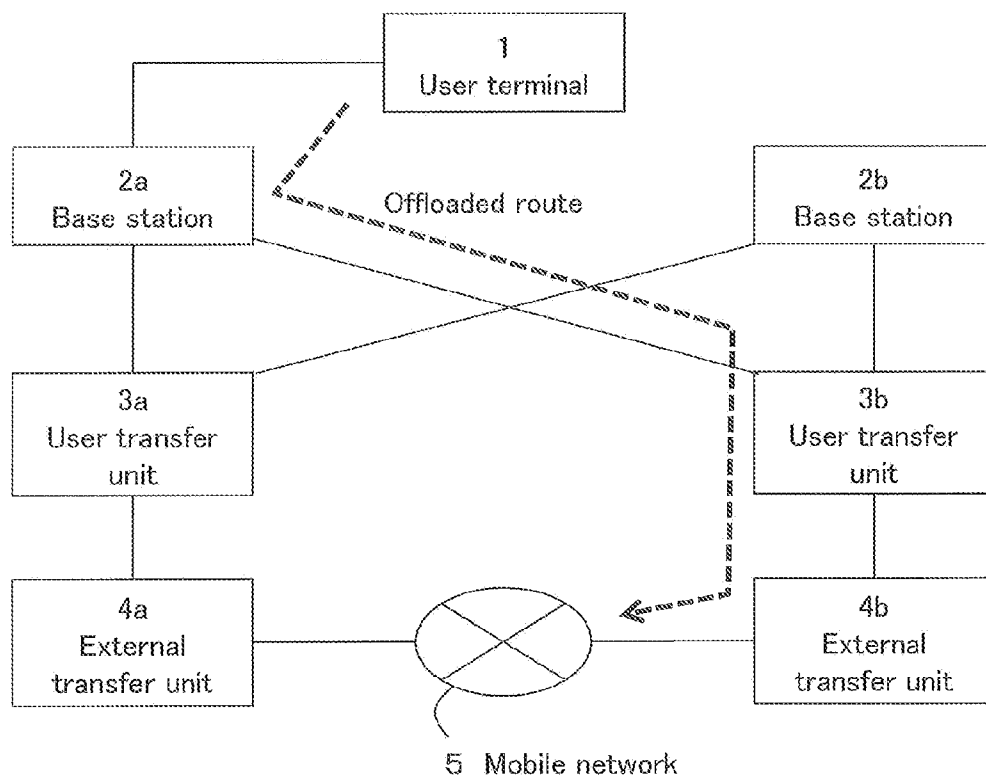 1
User terminal
2a
Base station
Offloaded route
2b
Base station
3a
User transfer
unit
3b
User transfer
unit
4a
External
transfer unit
4b
External
transfer unit
5 Mobile network